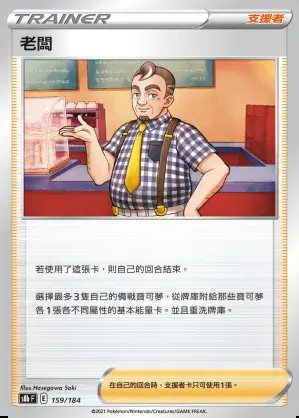 TRAINER 支援者
老闆
若使用了這張卡，則自己的回合結束。
選擇最多3隻自己的備戰寶可夢，從牌庫附給那些寶可夢
各1張各不同屬性的基本能量卡。並且重洗牌庫。
Illus. Hasegawa Saki
s8b F E 159/184
在自己的回合時，支援者卡只可使用1張。
©2021 Pokémon/Nintendo/Creatures/GAME FREAK.